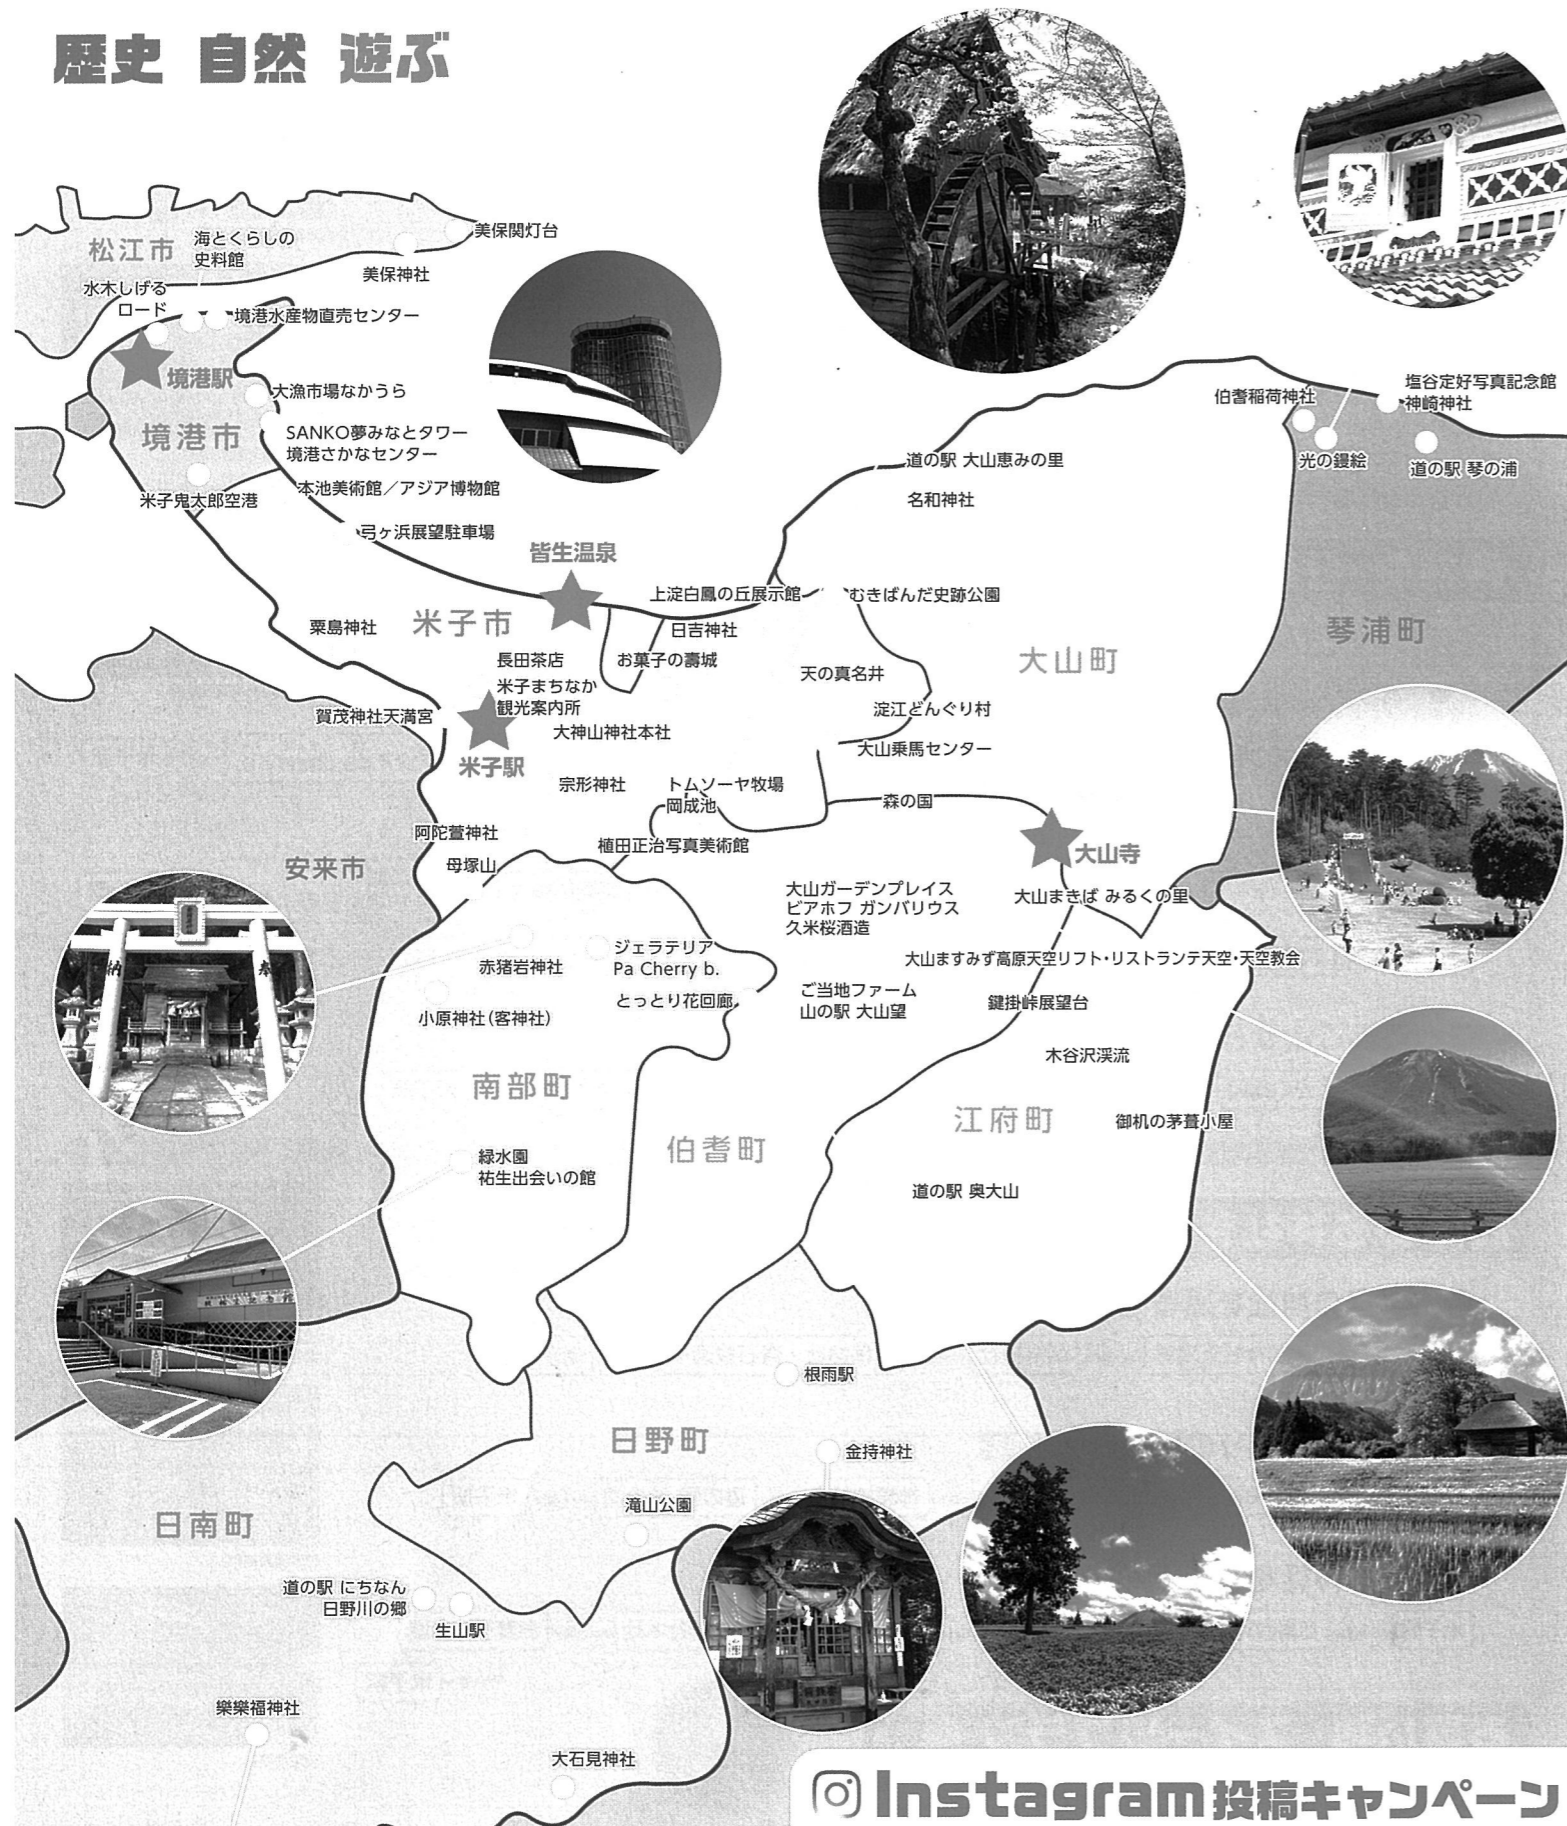 歴史 自然 遊ぶ
松江市
海とくらしの
史料館
美保関灯台
美保神社
水木しげる
ロード
境港水産物直売センター
境港駅
大漁市場なかうら
境港市
SANKO夢みなとタワー
境港さかなセンター
米子鬼太郎空港
本池美術館／アジア博物館
弓ヶ浜展望駐車場
皆生温泉
伯耆稲荷神社
塩谷定好写真記念館
神崎神社
光の鏝絵
道の駅 琴の浦
道の駅 大山恵みの里
名和神社
上淀白鳳の丘展示館
むきばんだ史跡公園
粟島神社
米子市
日吉神社
琴浦町
大山町
長田茶店
お菓子の壽城
米子まちなか
観光案内所
天の真名井
淀江どんぐり村
賀茂神社天満宮
大神山神社本社
大山乗馬センター
米子駅
宗形神社
トムソーヤ牧場
岡成池
森の国
阿陀萱神社
植田正治写真美術館
大山寺
安来市
母塚山
大山ガーデンプレイス
ビアホフ ガンバリウス
久米桜酒造
大山まきば みるくの里
ジェラテリア
Pa Cherry b.
赤猪岩神社
大山ますみず高原天空リフト・リストランテ天空・天空教会
とっとり花回廊
ご当地ファーム
山の駅 大山望
鍵掛峠展望台
小原神社(客神社)
木谷沢渓流
南部町
江府町
御机の茅葺小屋
伯耆町
緑水園
祐生出会いの館
道の駅 奥大山
根雨駅
日野町
金持神社
滝山公園
日南町
道の駅 にちなん
日野川の郷
生山駅
樂樂福神社
大石見神社
Instagram投稿キャンペーン